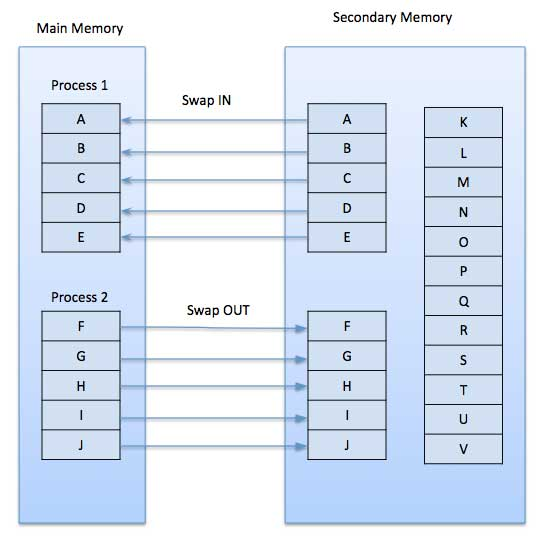 Main Memory
Secondary Memory
Process 1
Swap IN
A
B
C
D
E
Process 2
Swap OUT
F
G
H
I
J
A
B
C
D
E
F
G
H
I
J
K
L
M
N
O
P
Q
R
S
T
U
V